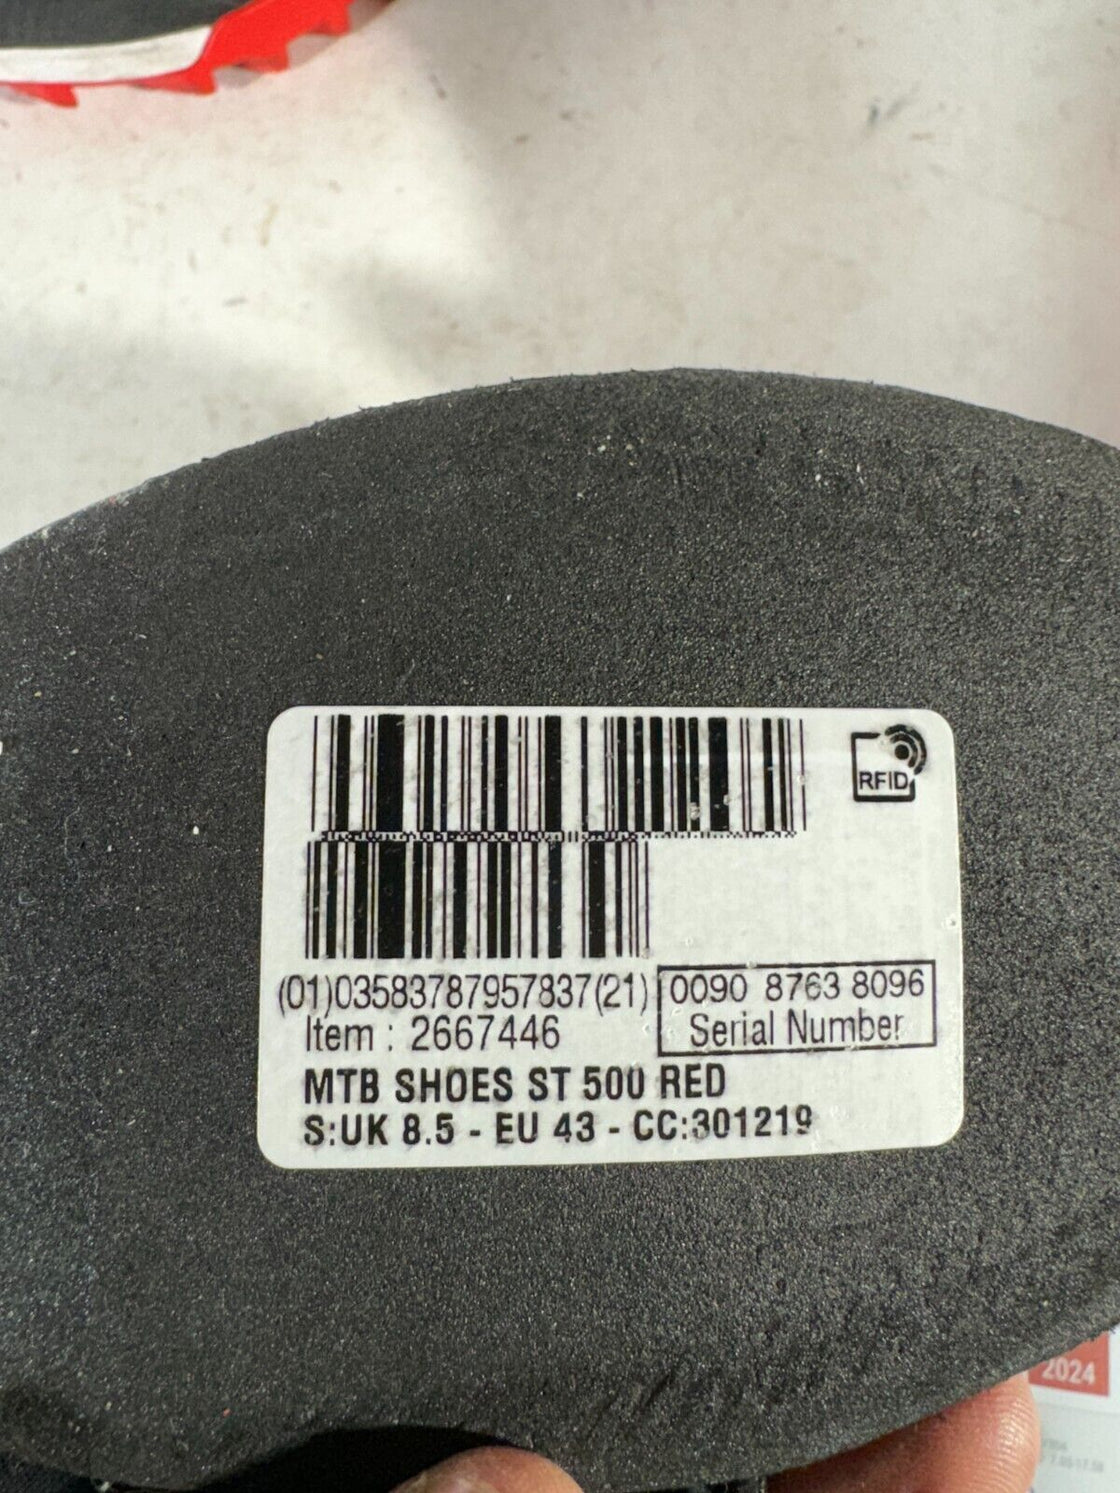 RFID
(01)03583787957837(21) 0090 8763 8096
Item : 2667446 Serial Number
MTB SHOES ST 500 RED
S:UK 8.5 - EU 43 - CC:301219
2024